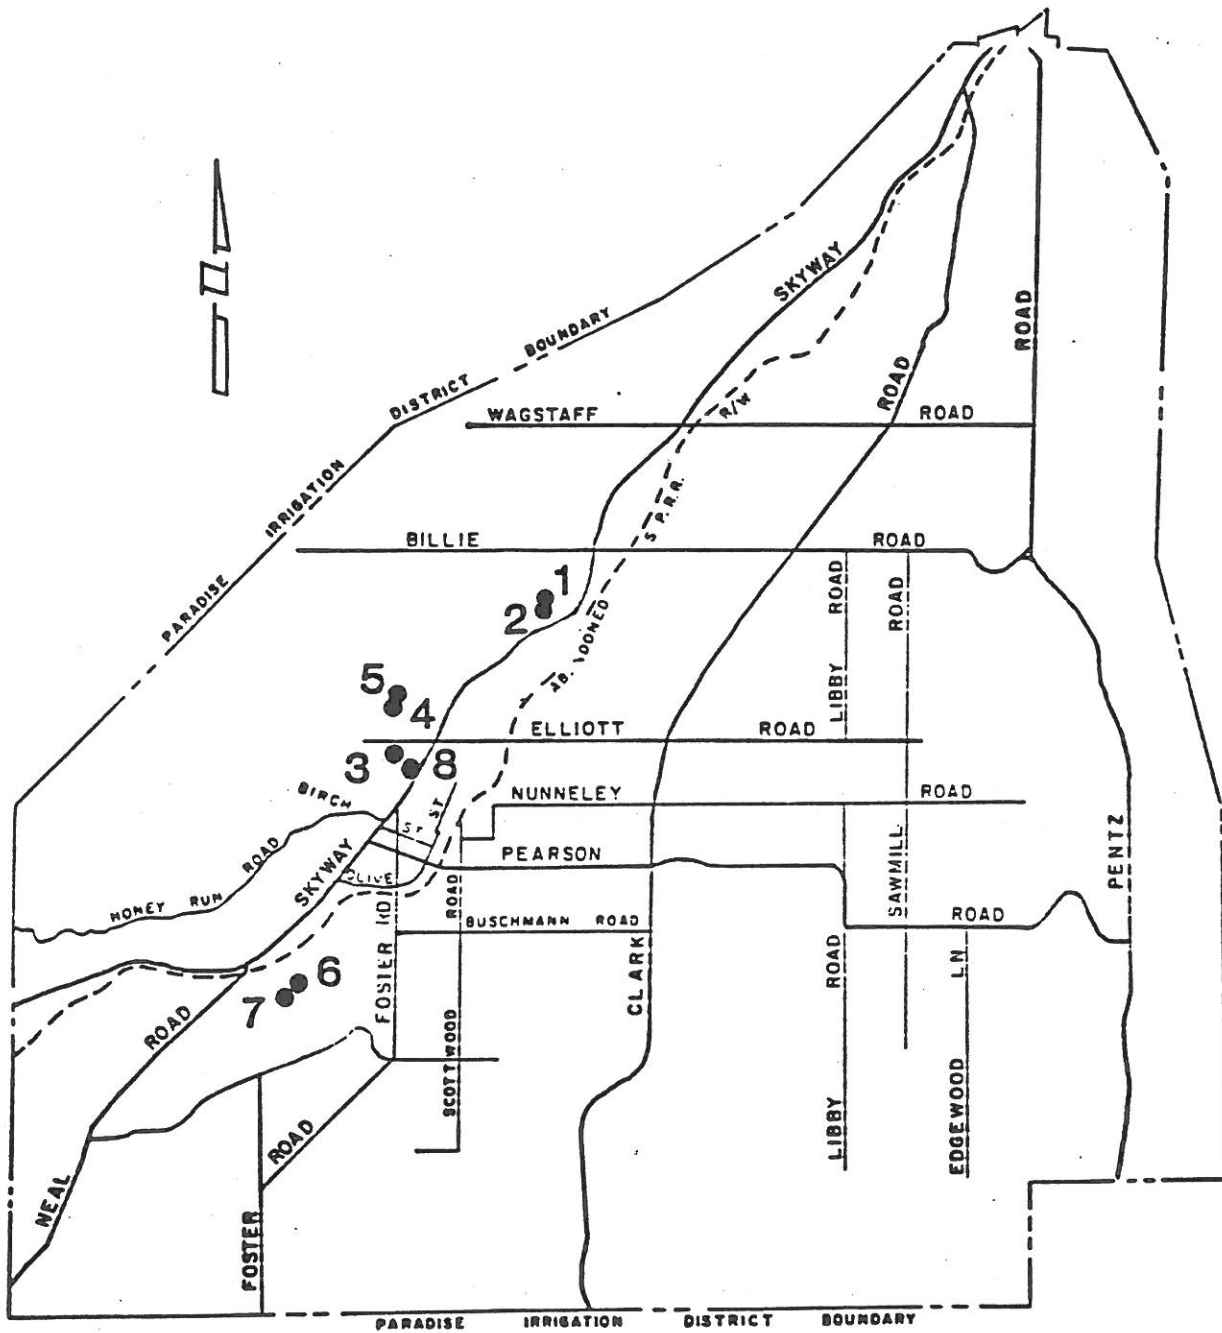 SKYWAY
ROAD
ROAD
R/W
WAGSTAFF ROAD
PARADISE IRRIGATION DISTRICT BOUNDARY
S. P. R. R.
BILLIE ROAD
1
2
LIBBY ROAD
ROAD
AB. DONED
5
4
ELLIOTT ROAD
3
8
BIRCH ST
ST
NUNNELEY ROAD
SKYWAY
PEARSON
OLIVE
HONEY RUN ROAD
ROAD
FOSTER RD
BUSCHMANN ROAD
SAWMILL
ROAD
PENTZ
6
7
ROAD
CLARK
ROAD
LN
SCOTTWOOD
LIBBY
EDGEWOOD
ROAD
NEAL
FOSTER
PARADISE IRRIGATION DISTRICT BOUNDARY